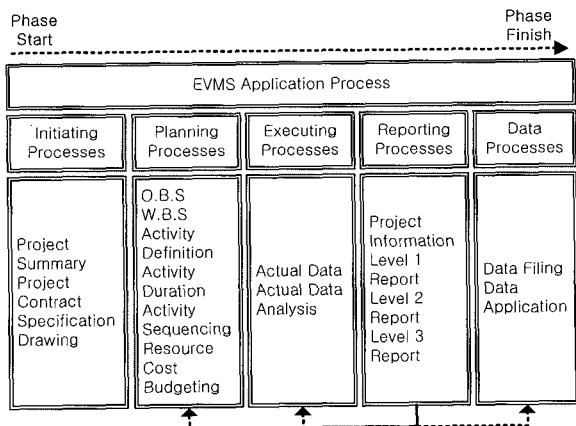 Phase
Start
Phase
Finish
EVMS Application Process
Initiating
Processes
Planning
Processes
Executing
Processes
Reporting
Processes
Data
Processes
Project
Summary
Project
Contract
Specification
Drawing
O.B.S
W.B.S
Activity
Definition
Activity
Duration
Activity
Sequencing
Resource
Cost
Budgeting
Actual Data
Actual Data
Analysis
Project
Information
Level 1
Report
Level 2
Report
Level 3
Report
Data Filing
Data
Application